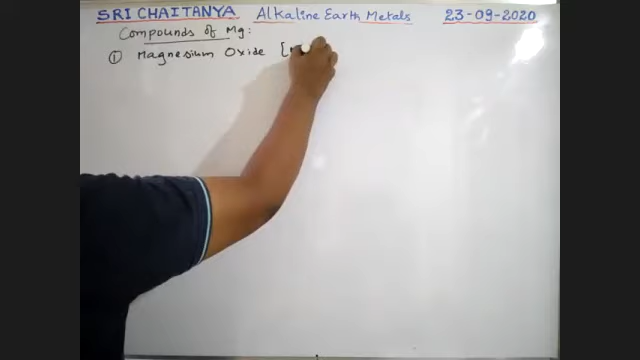 SRI CHAITANYA Alkaline Earth Metals 23-09-2020
Compounds of Mg:
① Magnesium Oxide [